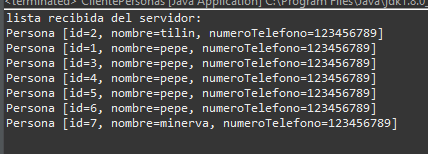 <terminated> ClientePersonas [Java Application] C:\Program Files\Java\jdk1.8.0
lista recibida del servidor:
Persona [id=2, nombre=tilin, numeroTelefono=123456789]
Persona [id=1, nombre=pepe, numeroTelefono=123456789]
Persona [id=3, nombre=pepe, numeroTelefono=123456789]
Persona [id=4, nombre=pepe, numeroTelefono=123456789]
Persona [id=5, nombre=pepe, numeroTelefono=123456789]
Persona [id=6, nombre=pepe, numeroTelefono=123456789]
Persona [id=7, nombre=minerva, numeroTelefono=123456789]